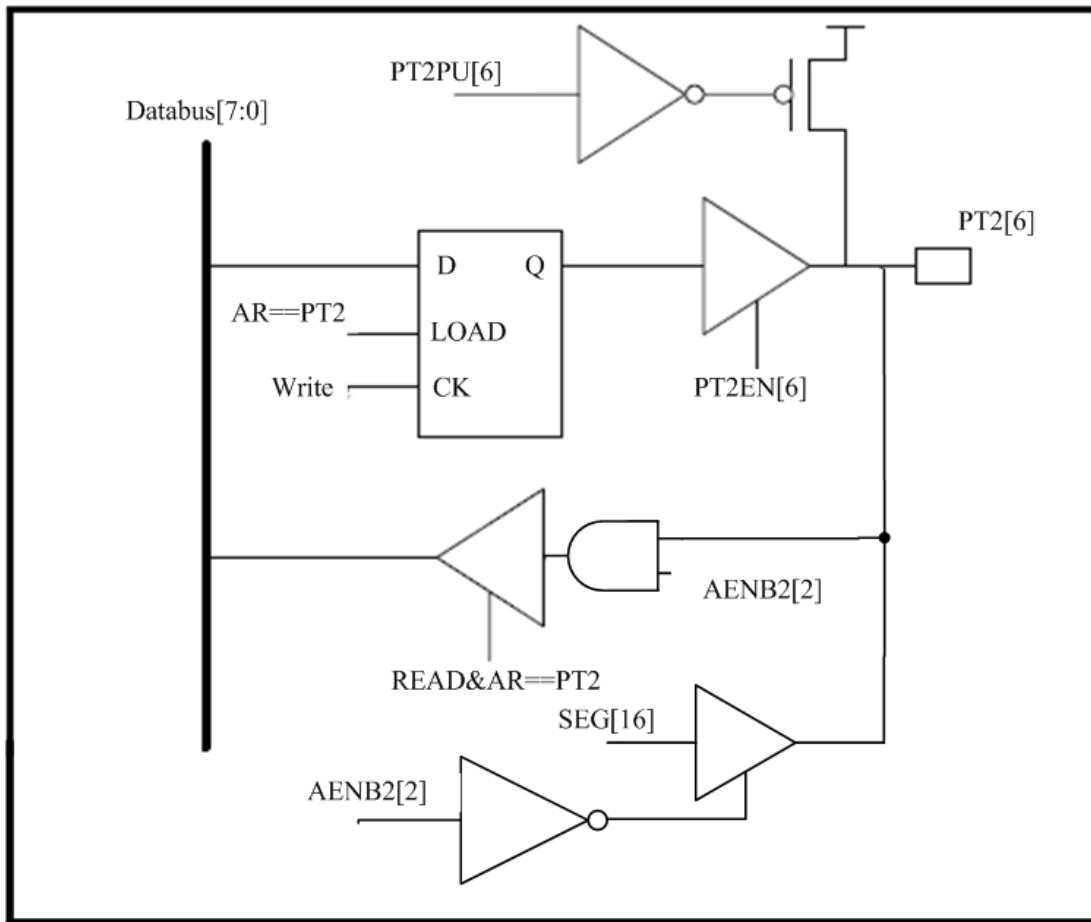 PT2PU[6]
Databus[7:0]
PT2[6]
D
Q
AR==PT2
LOAD
Write
CK
PT2EN[6]
AENB2[2]
READ&AR==PT2
SEG[16]
AENB2[2]